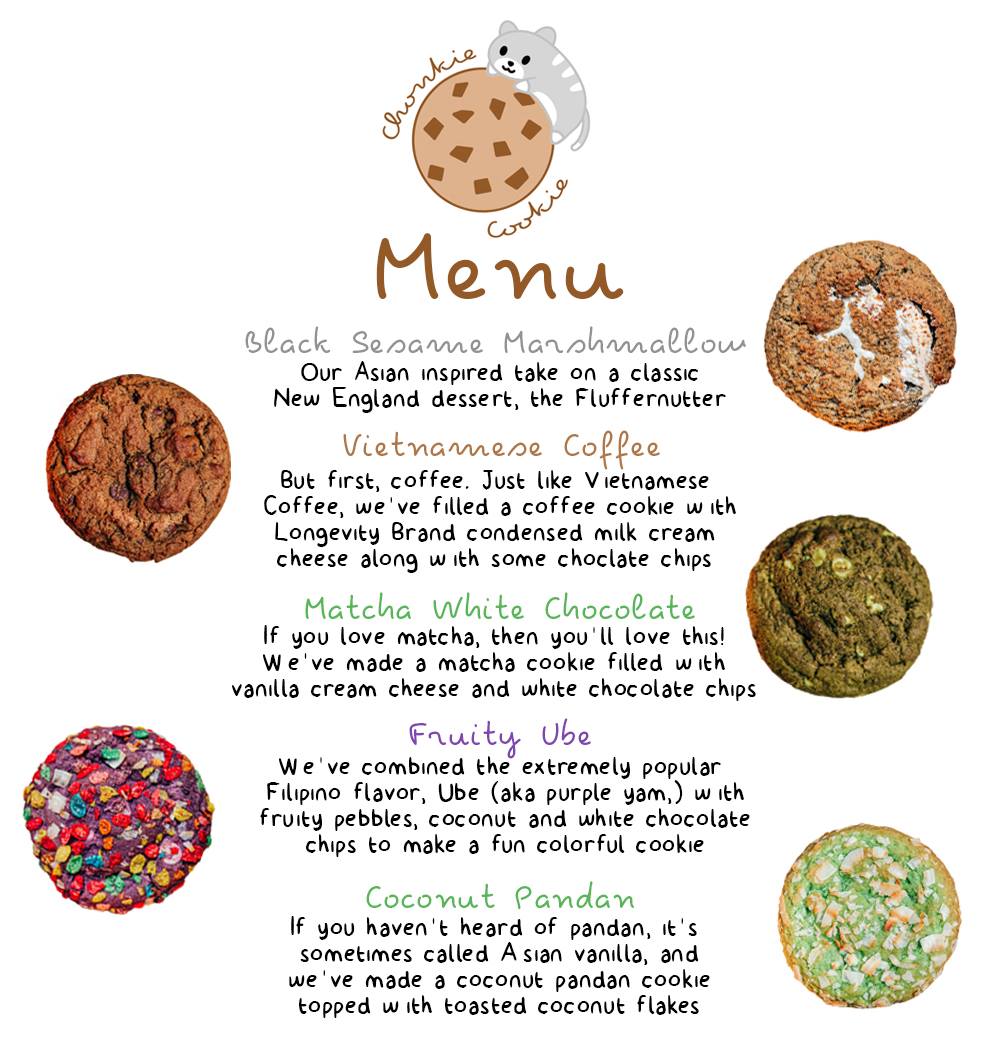 Chonkie
Cookie
Menu
Black Sesame Marshmallow
Our Asian inspired take on a classic
New England dessert, the Fluffernutter
Vietnamese Coffee
But first, coffee. Just like Vietnamese
Coffee, we've filled a coffee cookie with
Longevity Brand condensed milk cream
cheese along with some choclate chips
Matcha White Chocolate
If you love matcha, then you'll love this!
We've made a matcha cookie filled with
vanilla cream cheese and white chocolate chips
Fruity Ube
We've combined the extremely popular
Filipino flavor, Ube (aka purple yam,) with
fruity pebbles, coconut and white chocolate
chips to make a fun colorful cookie
Coconut Pandan
If you haven't heard of pandan, it's
sometimes called Asian vanilla, and
we've made a coconut pandan cookie
topped with toasted coconut flakes